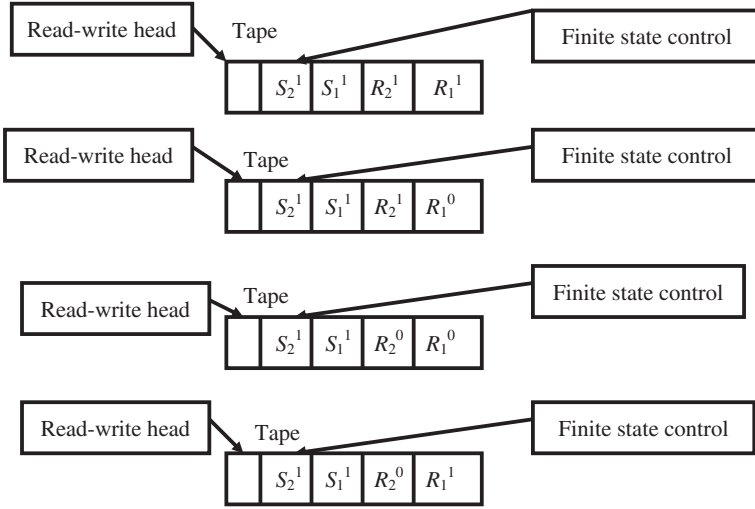 Read-write head Tape Finite state control
S₂¹ S₁¹ R₂¹ R₁¹
Read-write head Tape Finite state control
S₂¹ S₁¹ R₂¹ R₁⁰
Read-write head Tape Finite state control
S₂¹ S₁¹ R₂⁰ R₁⁰
Read-write head Tape Finite state control
S₂¹ S₁¹ R₂⁰ R₁¹